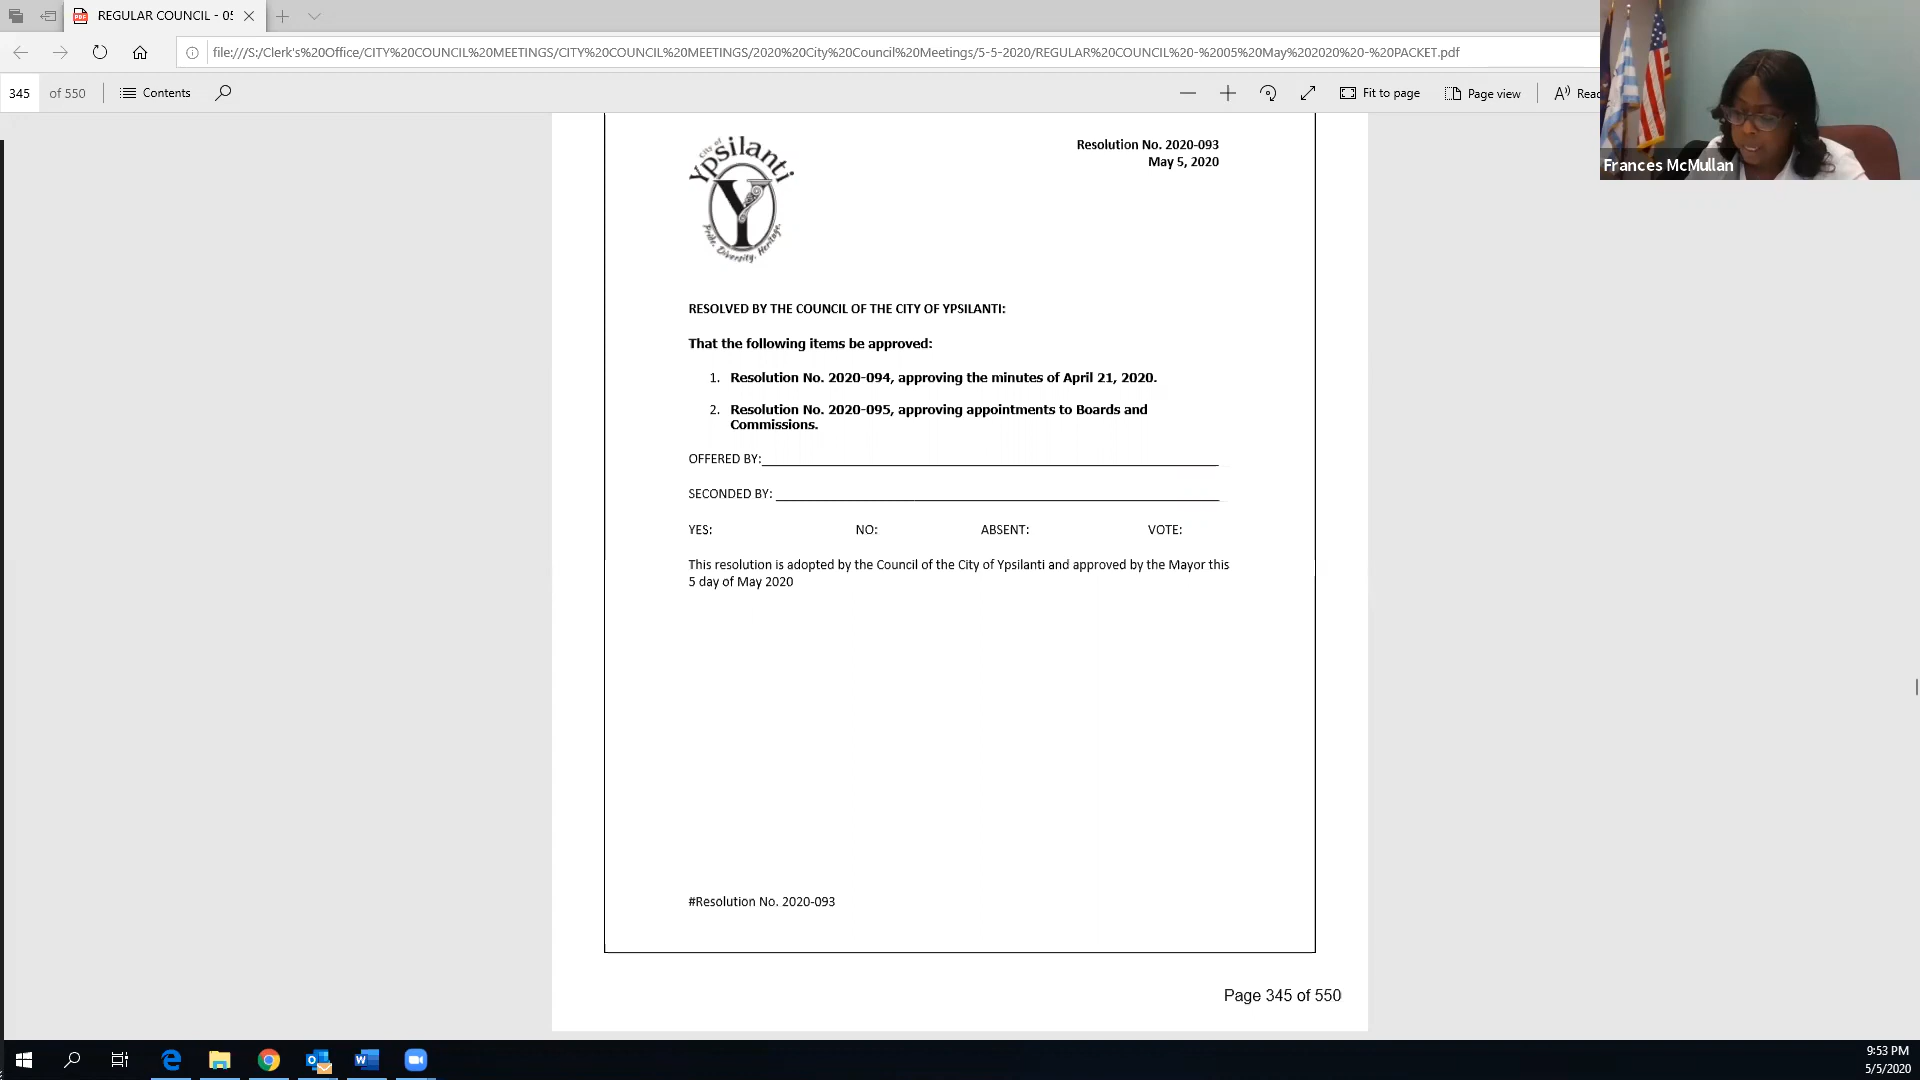 REGULAR COUNCIL - 05
file:///S:/Clerk's%20Office/CITY%20COUNCIL%20MEETINGS/CITY%20COUNCIL%20MEETINGS/2020%20City%20Council%20Meetings/5-5-2020/REGULAR%20COUNCIL%20-%2005%20May%202020%20-%20PACKET.pdf
345 of 550 Contents Fit to page Page view Read
Frances McMullan
City of
Ypsilanti
Y
Pride. Diversity. Heritage.
Resolution No. 2020-093
May 5, 2020
RESOLVED BY THE COUNCIL OF THE CITY OF YPSILANTI:
That the following items be approved:
1. Resolution No. 2020-094, approving the minutes of April 21, 2020.
2. Resolution No. 2020-095, approving appointments to Boards and
Commissions.
OFFERED BY:
SECONDED BY:
YES: NO: ABSENT: VOTE:
This resolution is adopted by the Council of the City of Ypsilanti and approved by the Mayor this
5 day of May 2020
#Resolution No. 2020-093
Page 345 of 550
9:53 PM
5/5/2020